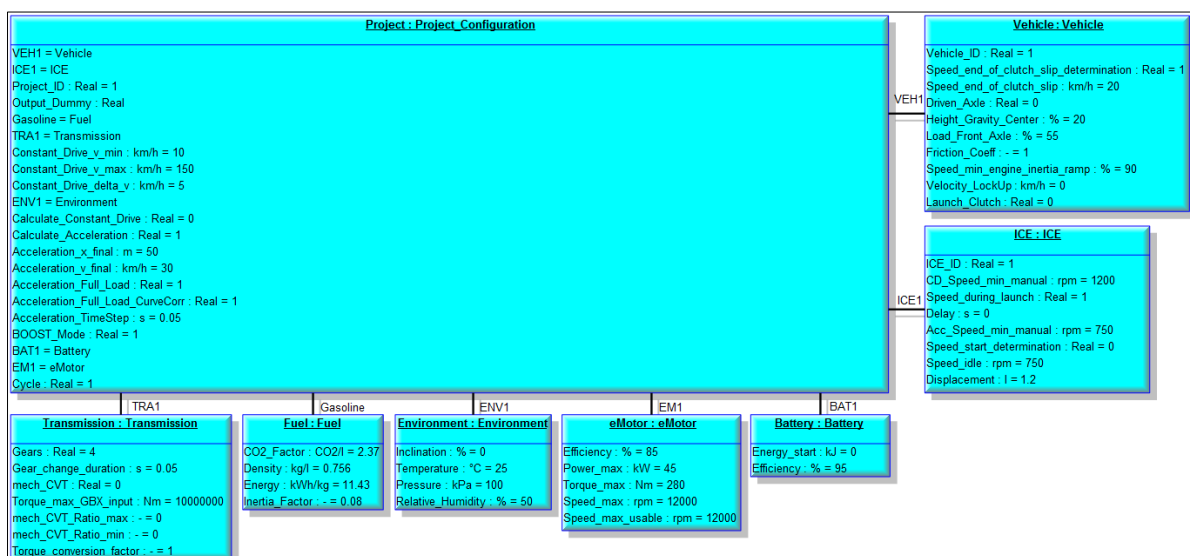 Project : Project_Configuration
VEH1 = Vehicle
ICE1 = ICE
Project_ID : Real = 1
Output_Dummy : Real
Gasoline = Fuel
TRA1 = Transmission
Constant_Drive_v_min : km/h = 10
Constant_Drive_v_max : km/h = 150
Constant_Drive_delta_v : km/h = 5
ENV1 = Environment
Calculate_Constant_Drive : Real = 0
Calculate_Acceleration : Real = 1
Acceleration_x_final : m = 50
Acceleration_v_final : km/h = 30
Acceleration_Full_Load : Real = 1
Acceleration_Full_Load_CurveCorr : Real = 1
Acceleration_TimeStep : s = 0.05
BOOST_Mode : Real = 1
BAT1 = Battery
EM1 = eMotor
Cycle : Real = 1
VEH1
Vehicle : Vehicle
Vehicle_ID : Real = 1
Speed_end_of_clutch_slip_determination : Real = 1
Speed_end_of_clutch_slip : km/h = 20
Driven_Axle : Real = 0
Height_Gravity_Center : % = 20
Load_Front_Axle : % = 55
Friction_Coeff : - = 1
Speed_min_engine_inertia_ramp : % = 90
Velocity_LockUp : km/h = 0
Launch_Clutch : Real = 0
ICE1
ICE : ICE
ICE_ID : Real = 1
CD_Speed_min_manual : rpm = 1200
Speed_during_launch : Real = 1
Delay : s = 0
Acc_Speed_min_manual : rpm = 750
Speed_start_determination : Real = 0
Speed_idle : rpm = 750
Displacement : l = 1.2
TRA1
Transmission : Transmission
Gears : Real = 4
Gear_change_duration : s = 0.05
mech_CVT : Real = 0
Torque_max_GBX_input : Nm = 10000000
mech_CVT_Ratio_max : - = 0
mech_CVT_Ratio_min : - = 0
Torque_conversion_factor : - = 1
Gasoline
Fuel : Fuel
CO2_Factor : CO2/l = 2.37
Density : kg/l = 0.756
Energy : kWh/kg = 11.43
Inertia_Factor : - = 0.08
ENV1
Environment : Environment
Inclination : % = 0
Temperature : °C = 25
Pressure : kPa = 100
Relative_Humidity : % = 50
EM1
eMotor : eMotor
Efficiency : % = 85
Power_max : kW = 45
Torque_max : Nm = 280
Speed_max : rpm = 12000
Speed_max_usable : rpm = 12000
BAT1
Battery : Battery
Energy_start : kJ = 0
Efficiency : % = 95